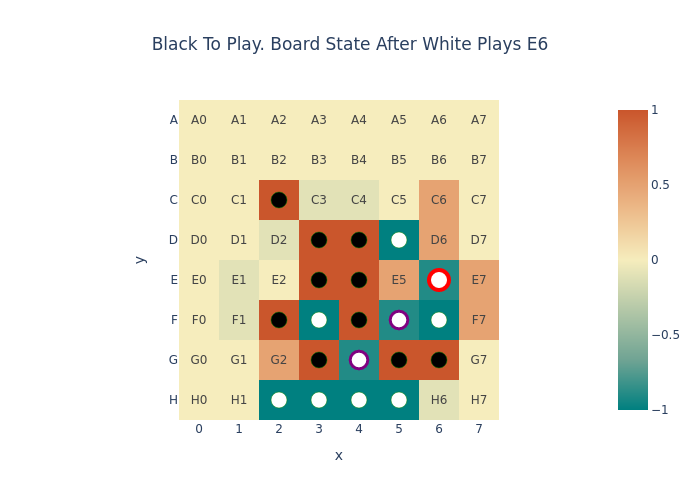 Black To Play. Board State After White Plays E6
A A0 A1 A2 A3 A4 A5 A6 A7
B B0 B1 B2 B3 B4 B5 B6 B7
C C0 C1 C3 C4 C5 C6 C7
D D0 D1 D2 D6 D7
E E0 E1 E2 E5 E7
F F0 F1 F7
G G0 G1 G2 G7
H H0 H1 H6 H7
0 1 2 3 4 5 6 7
x
y
1
0.5
0
−0.5
−1